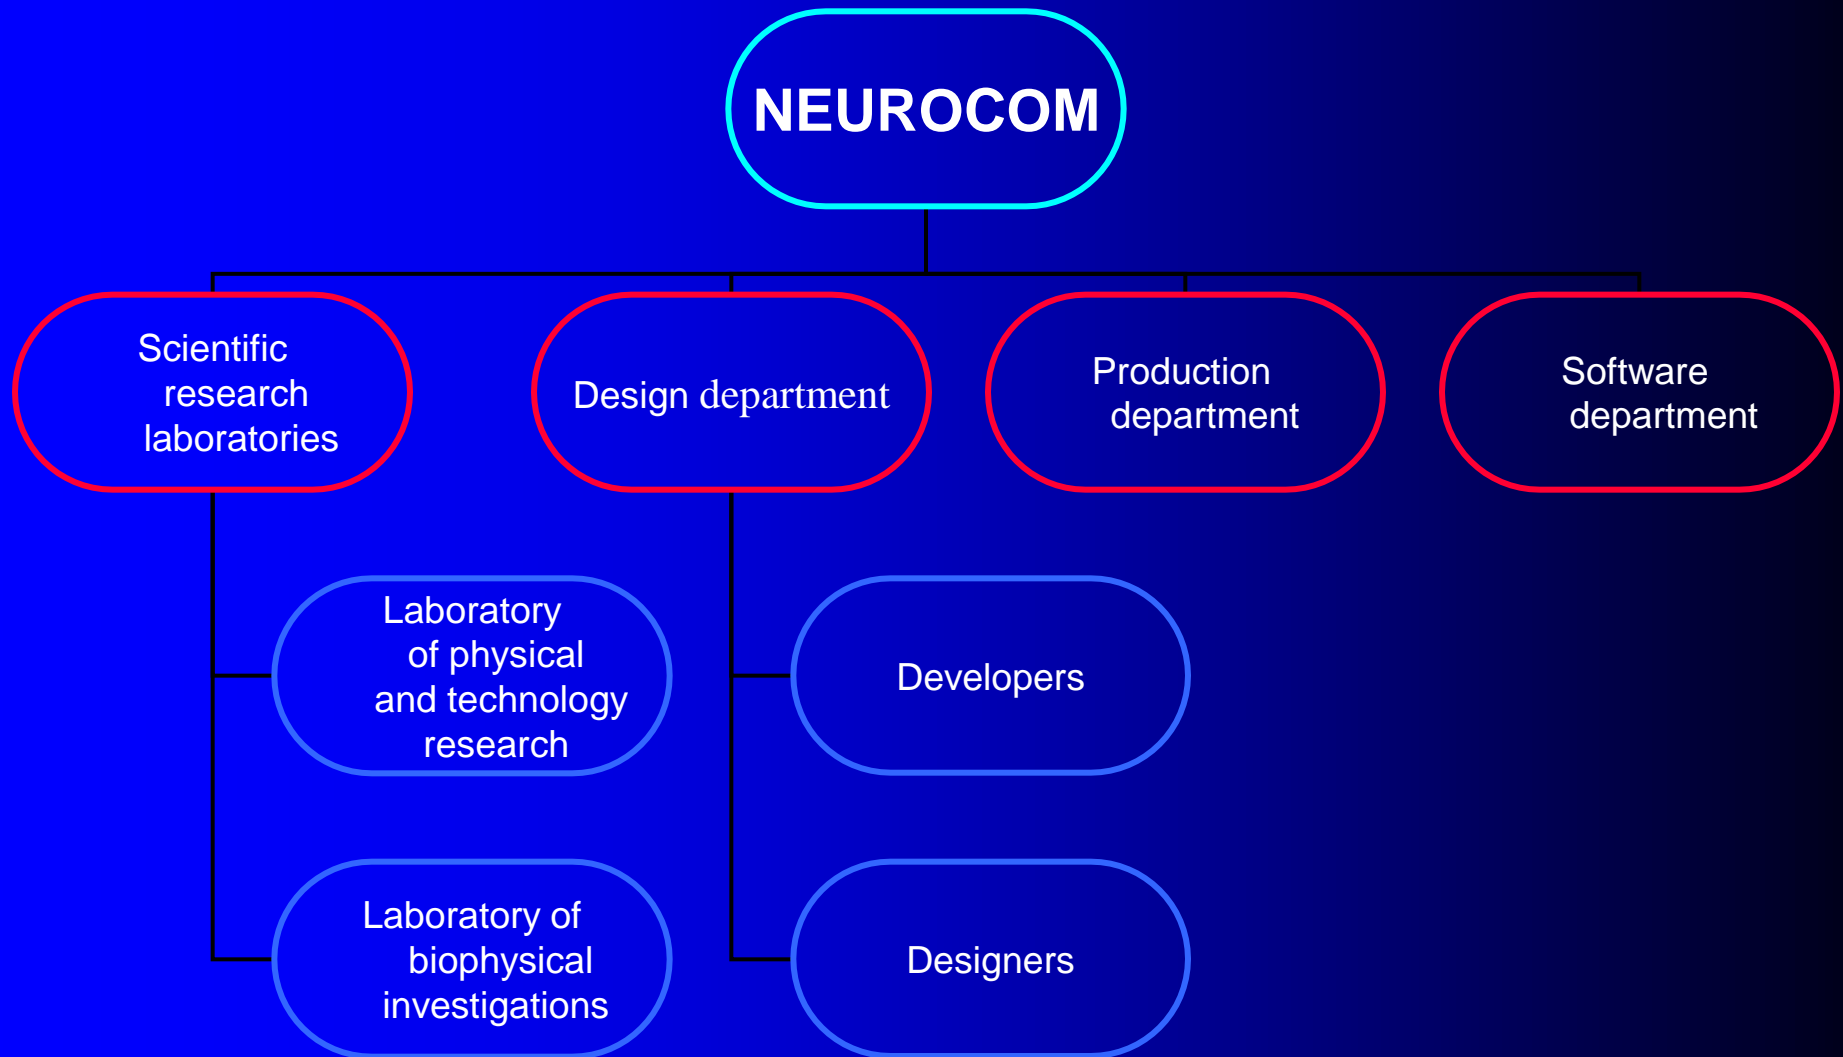 NEUROCOM
Scientific
research
laboratories
Design department
Production
department
Software
department
Laboratory
of physical
and technology
research
Developers
Laboratory of
biophysical
investigations
Designers